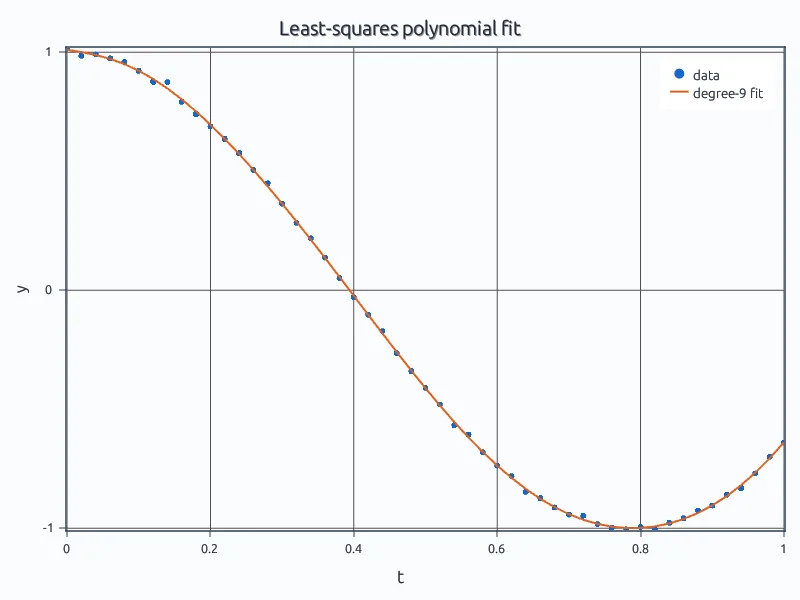 Least-squares polynomial fit
data
degree-9 fit
1
0
-1
y
0
0.2
0.4
0.6
0.8
1
t